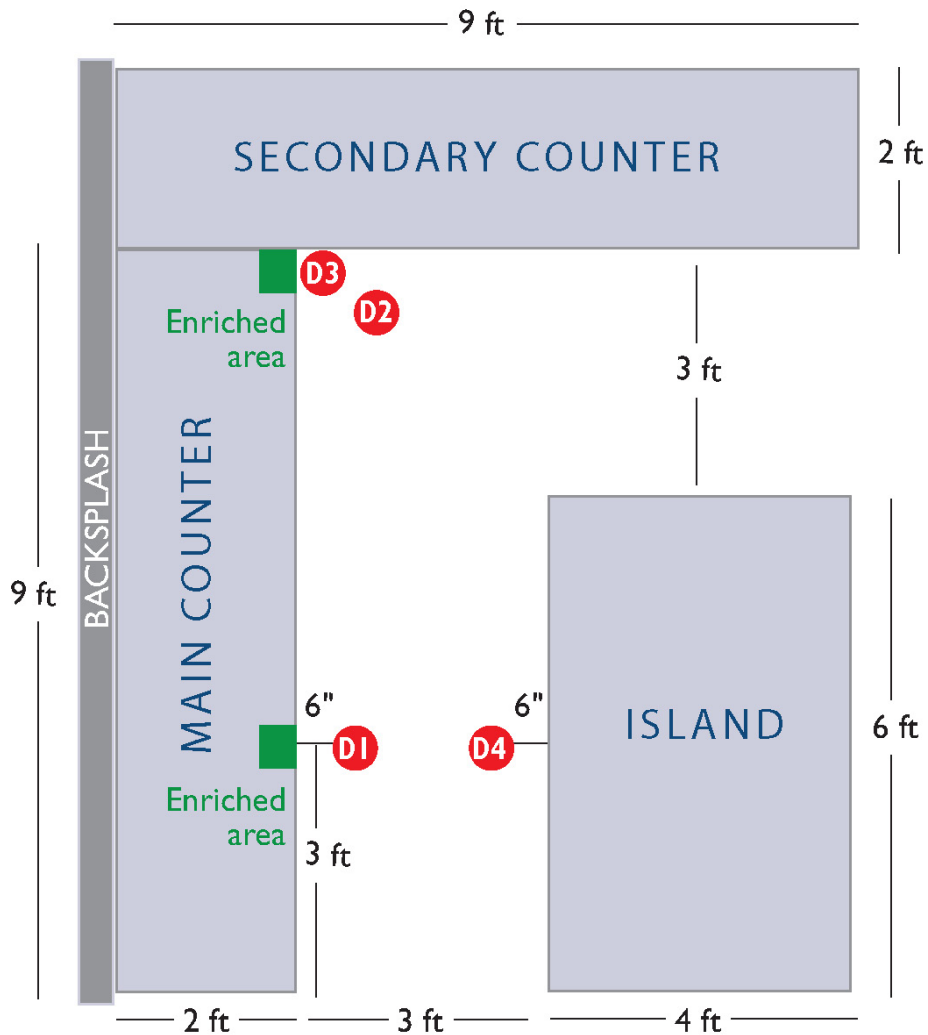 9 ft
SECONDARY COUNTER
2 ft
D3
D2
Enriched
area
3 ft
BACKSPLASH
MAIN COUNTER
9 ft
6"
6"
D1
D4
ISLAND
6 ft
Enriched
area
3 ft
2 ft
3 ft
4 ft